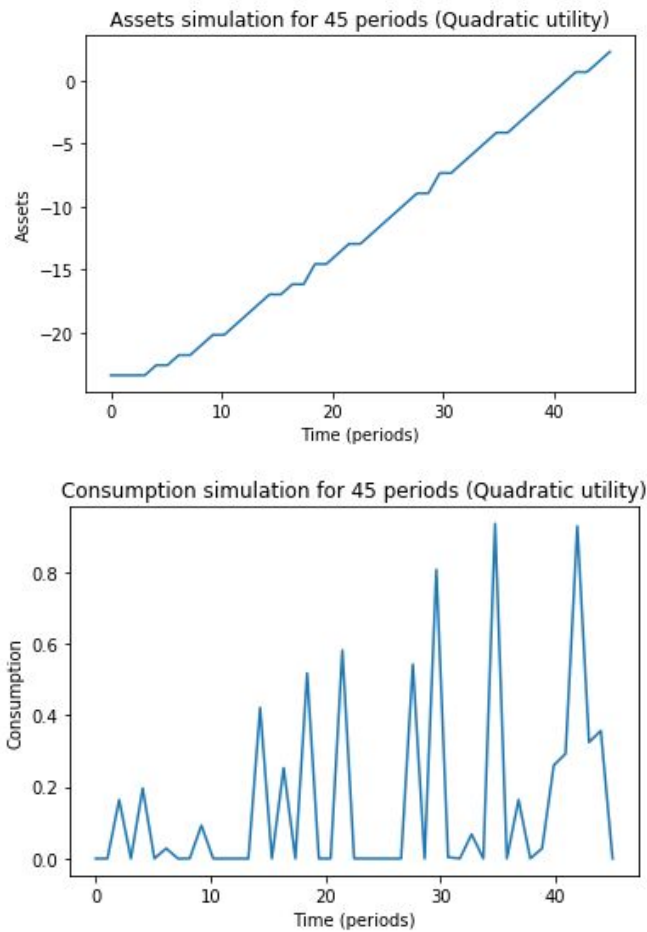 Assets simulation for 45 periods (Quadratic utility)
0
−5
−10
−15
−20
Assets
0 10 20 30 40
Time (periods)
Consumption simulation for 45 periods (Quadratic utility)
0.8
0.6
0.4
0.2
0.0
Consumption
0 10 20 30 40
Time (periods)